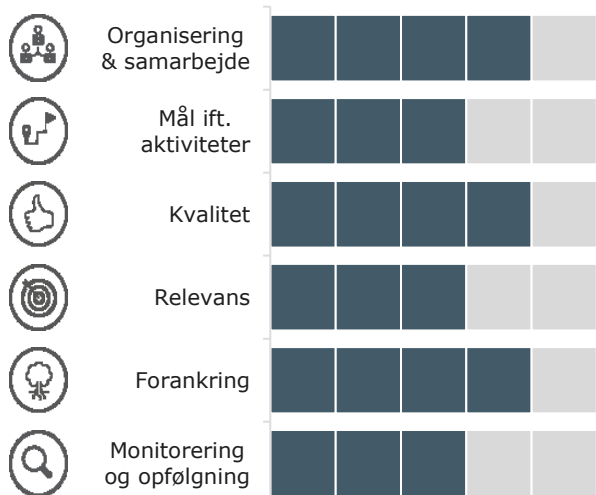 Organisering
& samarbejde
Mål ift.
aktiviteter
Kvalitet
Relevans
Forankring
Monitorering
og opfølgning